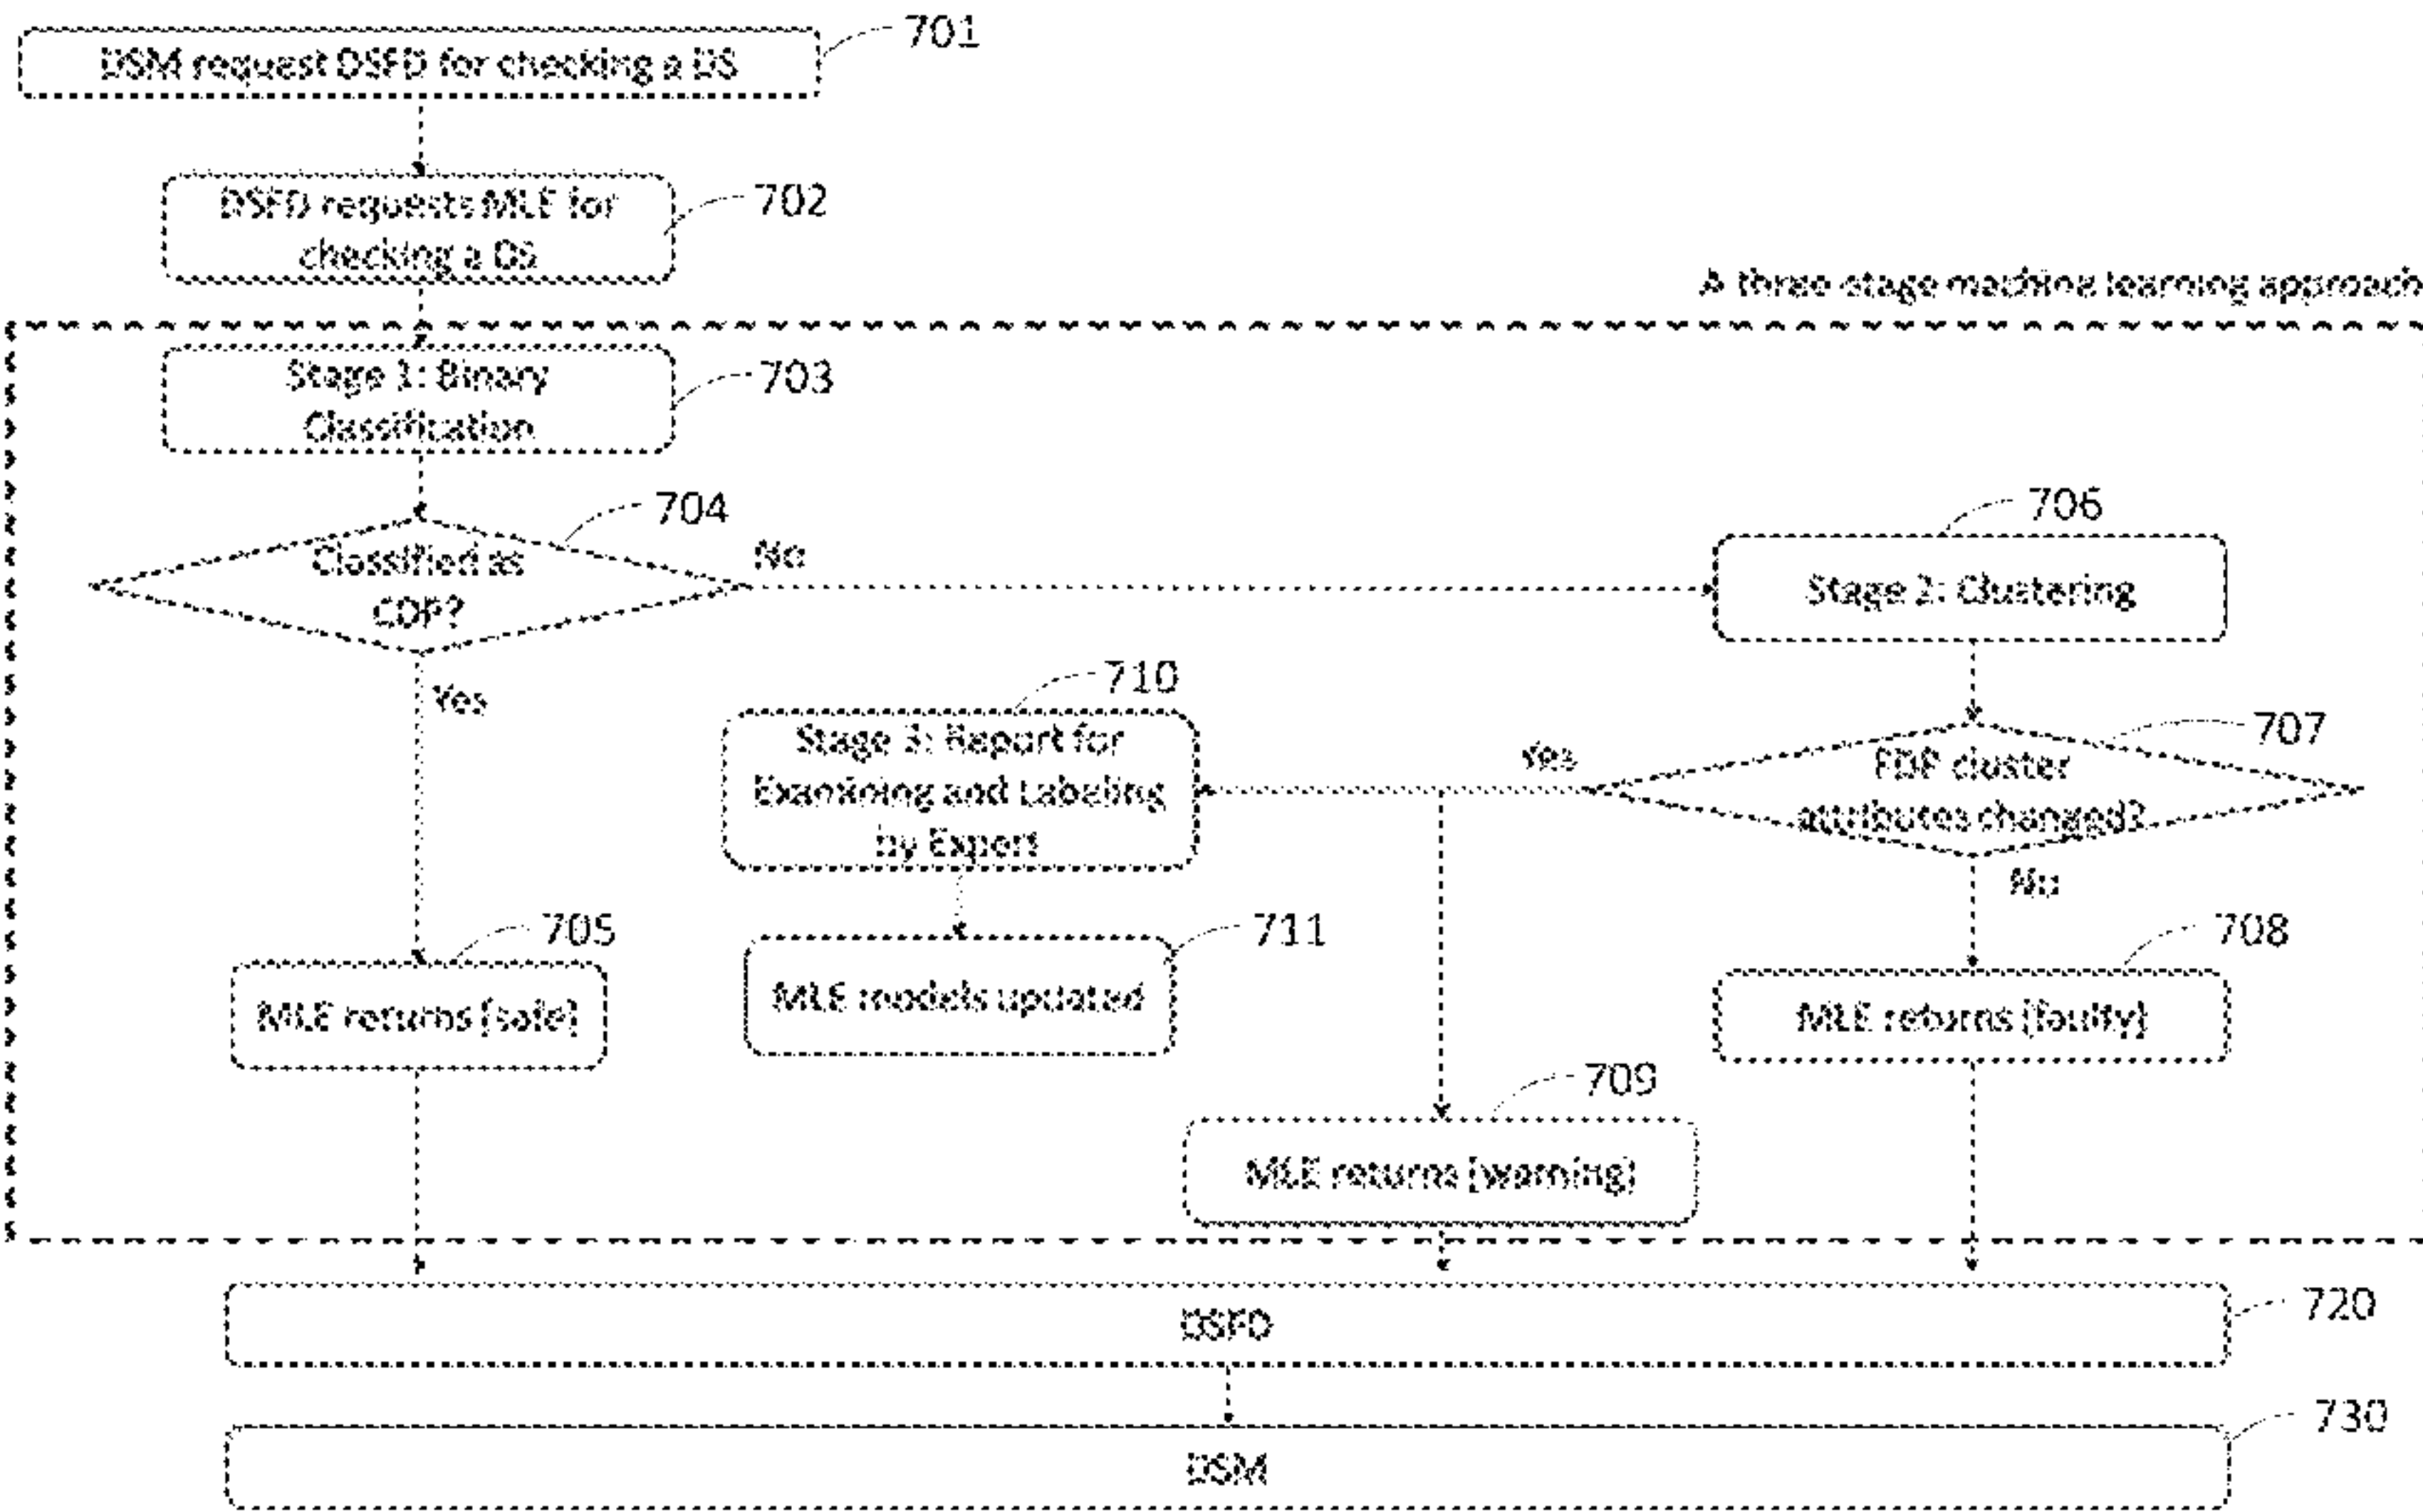 701
DSM request DSFD for checking a DS
702
DSFD requests MLE for
checking a DS
A three-stage machine learning approach
703
Stage 1: Binary
Classification
704
Classified as
CDP?
No
Yes
706
Stage 2: Clustering
710
Stage 3: Report for
Examining and Labeling
by Expert
Yes
707
FDP cluster
attributes changed?
No
705
MLE returns [safe]
711
MLE models updated
708
MLE returns [faulty]
709
MLE returns [warning]
720
DSFD
730
DSM